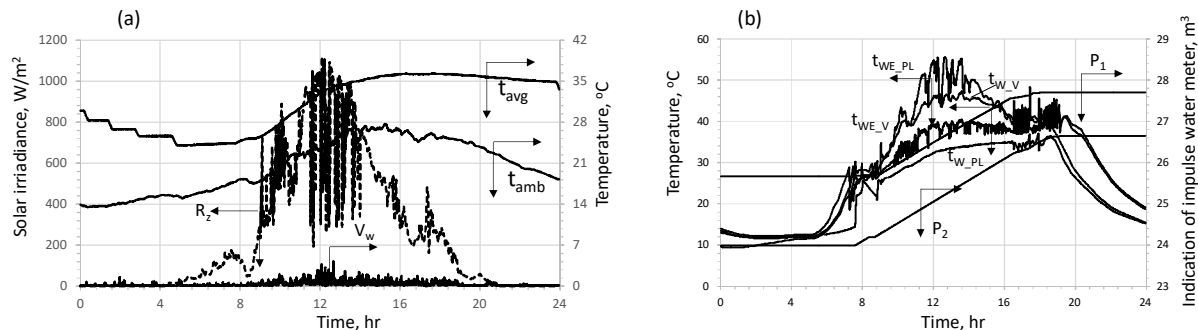 (a)
1200
1000
800
600
400
200
0
Solar irradiance, W/m²
42
35
28
21
14
7
0
Temperature, °C
t_avg
t_amb
R_z
V_w
0 4 8 12 16 20 24
Time, hr
(b)
60
50
40
30
20
10
0
Temperature, °C
29
28
27
26
25
24
23
Indication of impulse water meter, m³
t_WE_PL
t_W_V
P_1
t_WE_V
t_W_PL
P_2
0 4 8 12 16 20 24
Time, hr